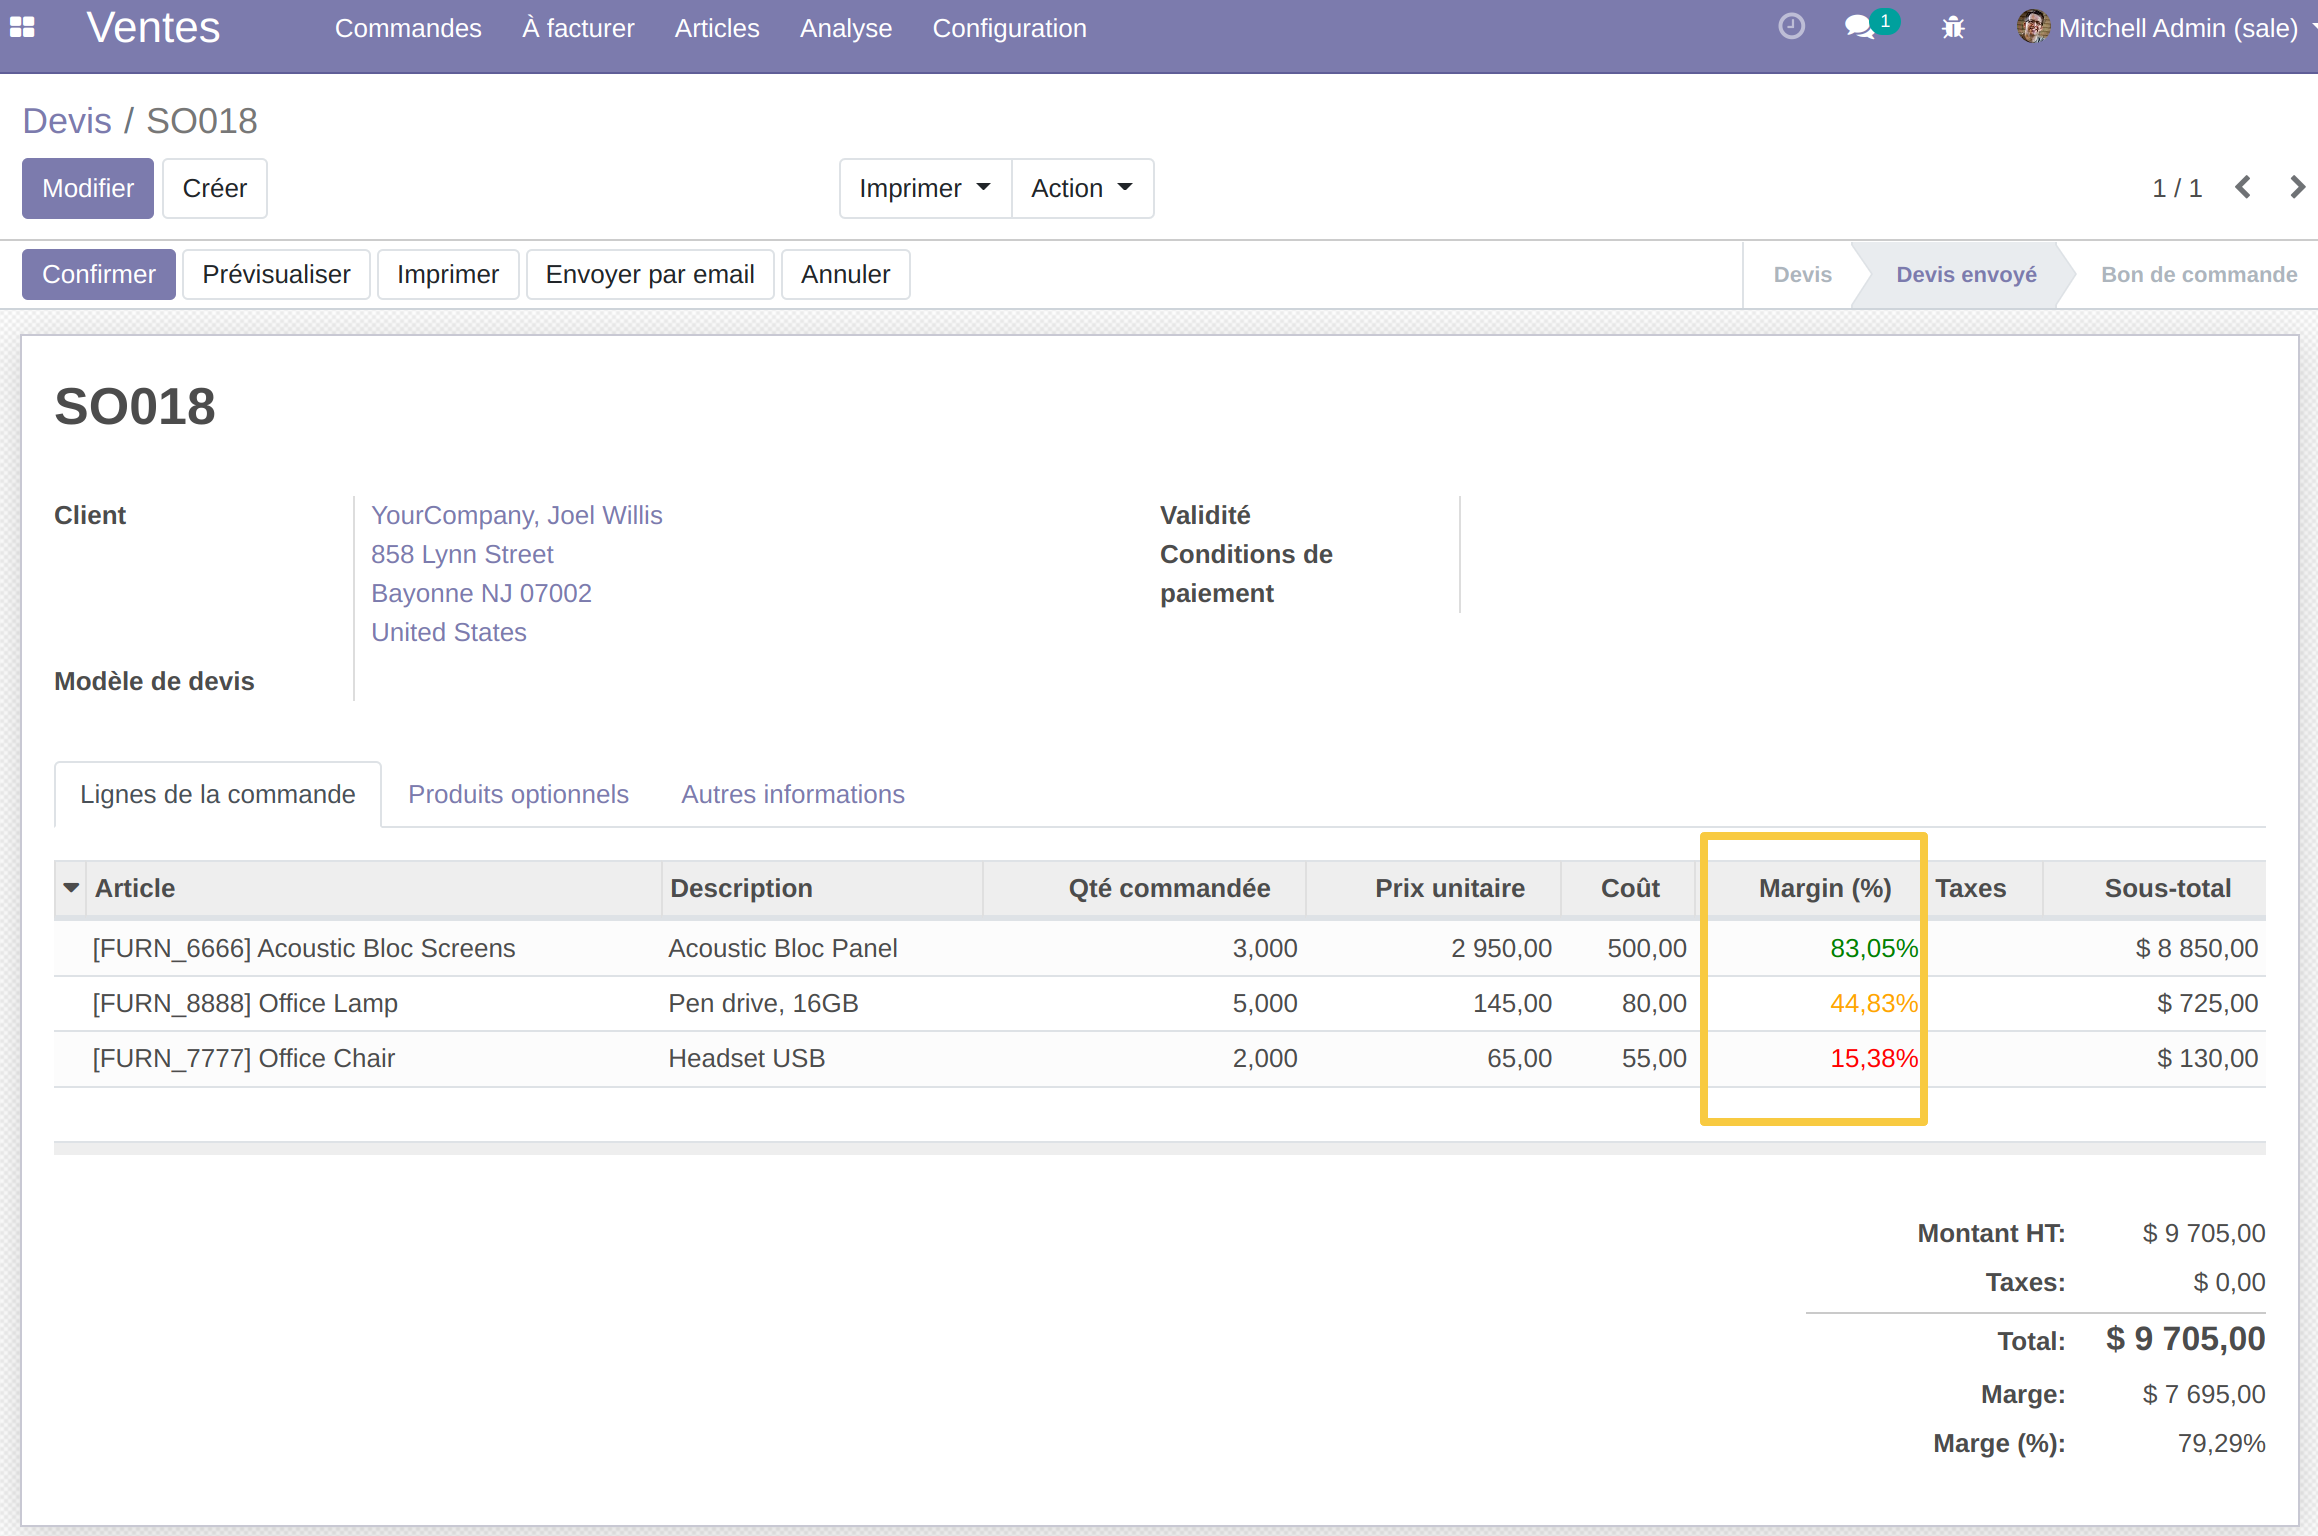 Ventes Commandes À facturer Articles Analyse Configuration 1 Mitchell Admin (sale)
Devis / SO018
Modifier Créer Imprimer Action 1 / 1
Confirmer Prévisualiser Imprimer Envoyer par email Annuler Devis Devis envoyé Bon de commande
SO018
Client YourCompany, Joel Willis Validité
858 Lynn Street Conditions de
Bayonne NJ 07002 paiement
United States
Modèle de devis
Lignes de la commande Produits optionnels Autres informations
Article Description Qté commandée Prix unitaire Coût Margin (%) Taxes Sous-total
[FURN_6666] Acoustic Bloc Screens Acoustic Bloc Panel 3,000 2 950,00 500,00 83,05% $ 8 850,00
[FURN_8888] Office Lamp Pen drive, 16GB 5,000 145,00 80,00 44,83% $ 725,00
[FURN_7777] Office Chair Headset USB 2,000 65,00 55,00 15,38% $ 130,00
Montant HT: $ 9 705,00
Taxes: $ 0,00
Total: $ 9 705,00
Marge: $ 7 695,00
Marge (%): 79,29%